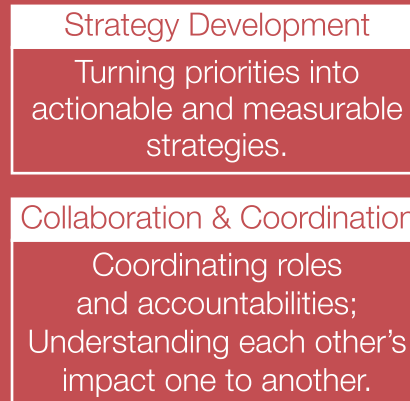 Strategy Development
Turning priorities into
actionable and measurable
strategies.
Collaboration & Coordination
Coordinating roles
and accountabilities;
Understanding each other’s
impact one to another.